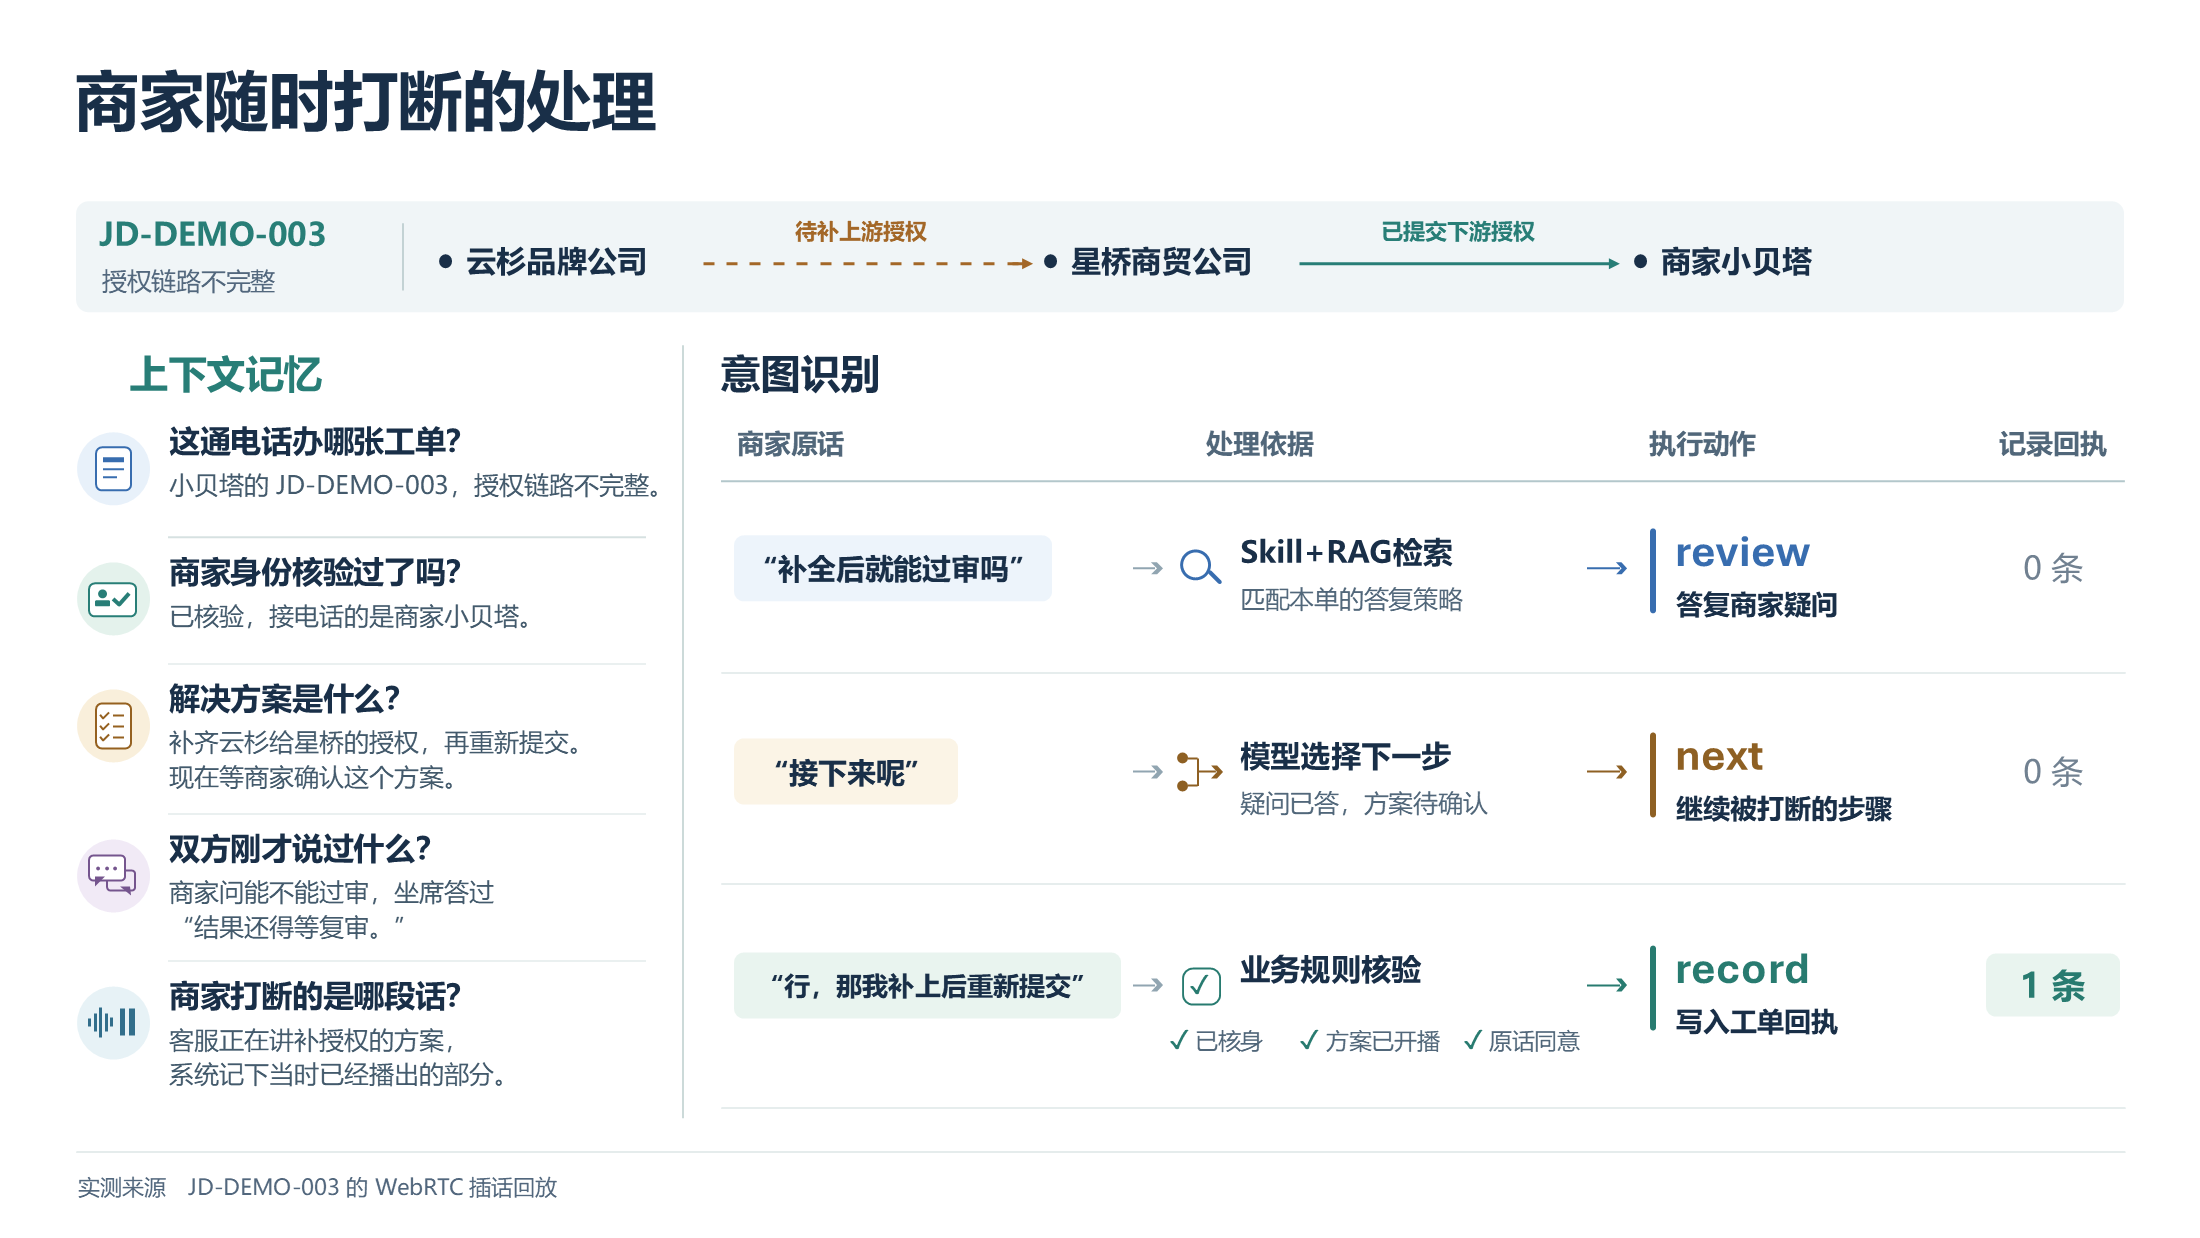 商家随时打断的处理
JD-DEMO-003
授权链路不完整
云杉品牌公司
待补上游授权
星桥商贸公司
已提交下游授权
商家小贝塔
上下文记忆
这通电话办哪张工单？
小贝塔的 JD-DEMO-003，授权链路不完整。
商家身份核验过了吗？
已核验，接电话的是商家小贝塔。
解决方案是什么？
补齐云杉给星桥的授权，再重新提交。
现在等商家确认这个方案。
双方刚才说过什么？
商家问能不能过审，坐席答过
“结果还得等复审。”
商家打断的是哪段话？
客服正在讲补授权的方案，
系统记下当时已经播出的部分。
意图识别
商家原话 处理依据 执行动作 记录回执
“补全后就能过审吗”
Skill+RAG检索
匹配本单的答复策略
review
答复商家疑问
0 条
“接下来呢”
模型选择下一步
疑问已答，方案待确认
next
继续被打断的步骤
0 条
“行，那我补上后重新提交”
业务规则核验
✓ 已核身 ✓ 方案已开播 ✓ 原话同意
record
写入工单回执
1 条
实测来源 JD-DEMO-003 的 WebRTC 插话回放